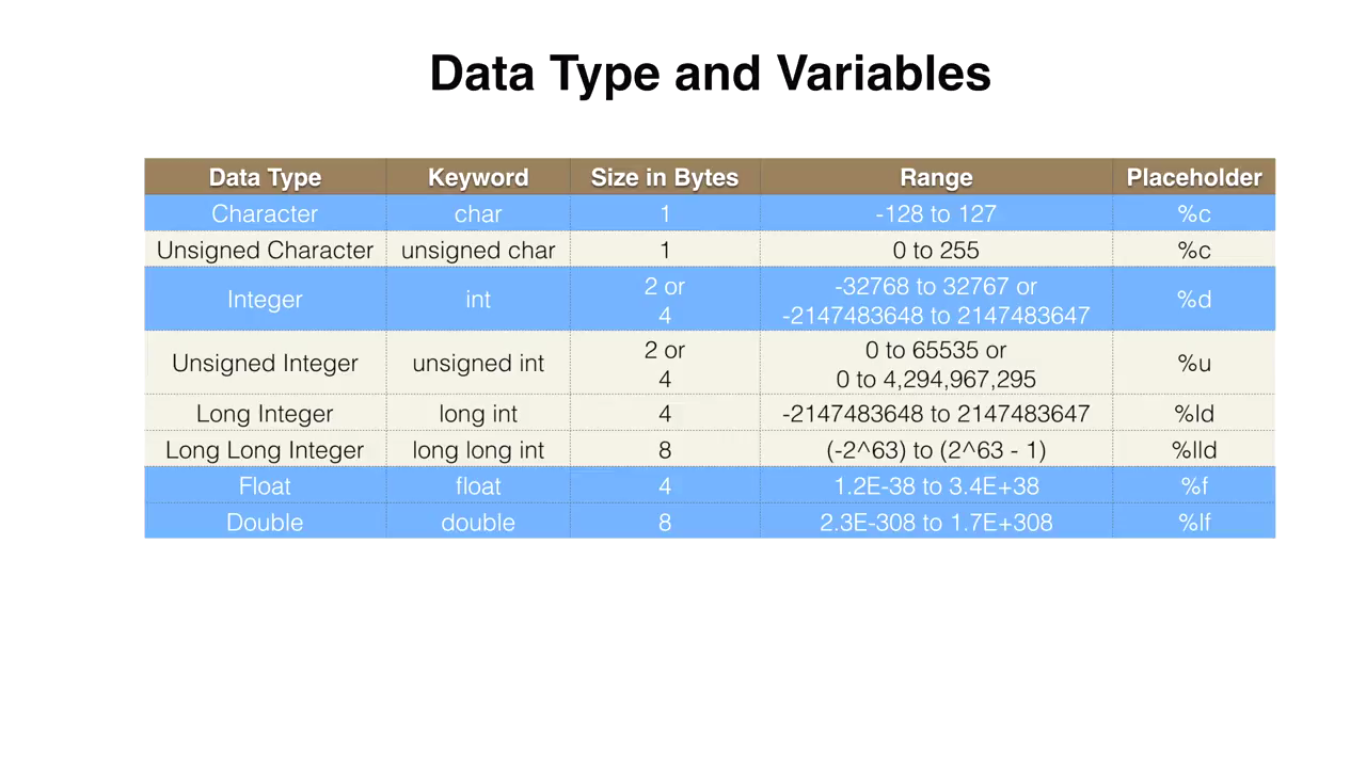 Data Type and Variables
Data Type Keyword Size in Bytes Range Placeholder
Character char 1 -128 to 127 %c
Unsigned Character unsigned char 1 0 to 255 %c
Integer int 2 or 4 -32768 to 32767 or -2147483648 to 2147483647 %d
Unsigned Integer unsigned int 2 or 4 0 to 65535 or 0 to 4,294,967,295 %u
Long Integer long int 4 -2147483648 to 2147483647 %ld
Long Long Integer long long int 8 (-2^63) to (2^63 - 1) %lld
Float float 4 1.2E-38 to 3.4E+38 %f
Double double 8 2.3E-308 to 1.7E+308 %lf